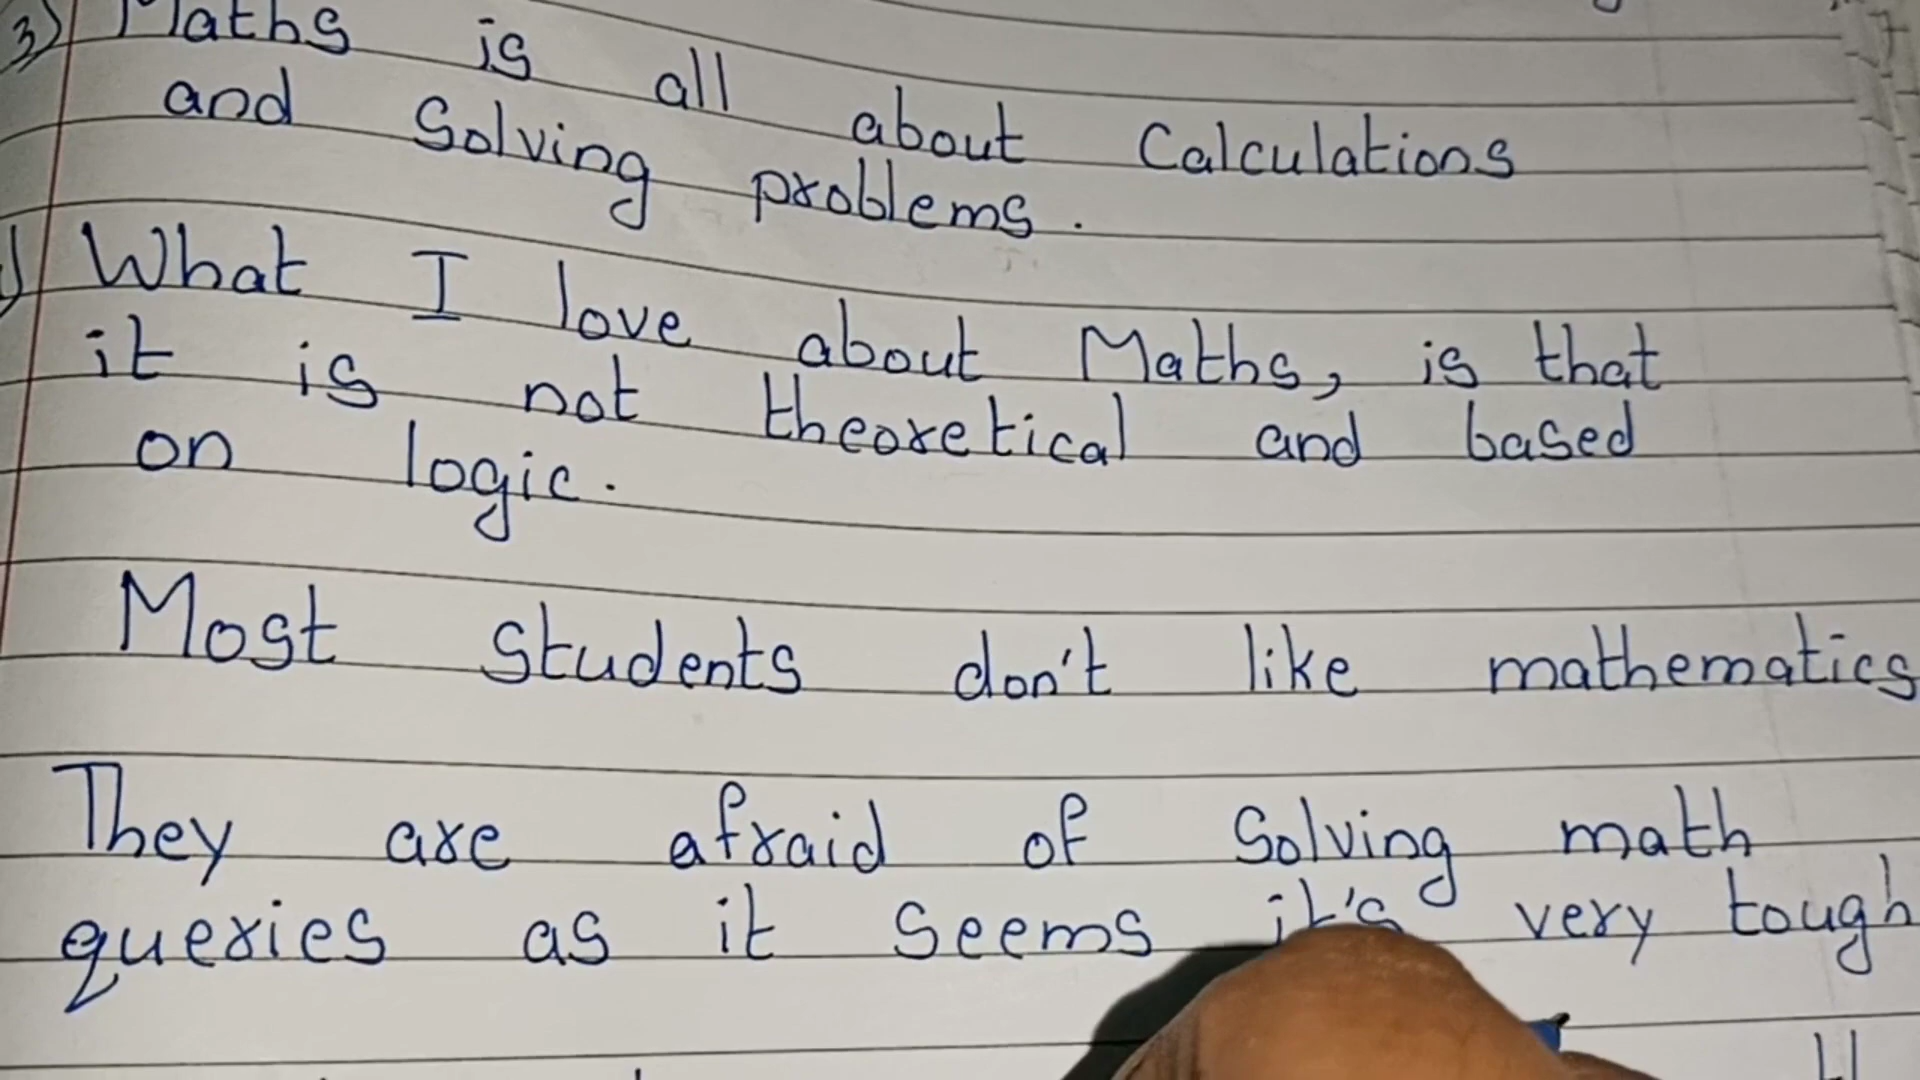 3) Maths is all about Calculations
and Solving problems.
What I love about Maths, is that
it is not theoretical and based
on logic.
Most students don't like mathematics
They are afraid of Solving math
queries as it Seems it's very tough